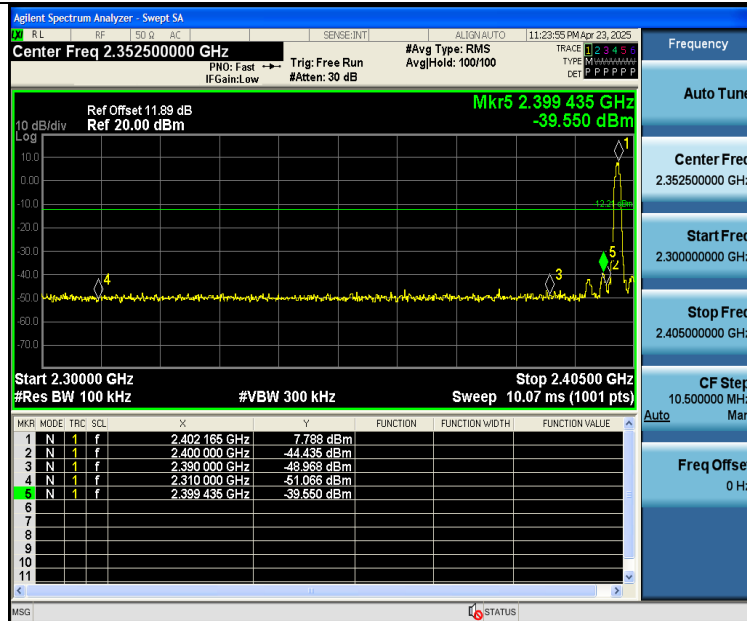 Agilent Spectrum Analyzer - Swept SA
LXI RL RF 50 Ω AC SENSE:INT ALIGNAUTO 11:23:55 PM Apr 23, 2025
Center Freq 2.352500000 GHz #Avg Type: RMS TRACE 1 2 3 4 5 6
PNO: Fast Trig: Free Run Avg|Hold: 100/100 TYPE M
IFGain:Low #Atten: 30 dB DET P P P P P P
Ref Offset 11.89 dB Mkr5 2.399 435 GHz
10 dB/div Ref 20.00 dBm -39.550 dBm
Log
1
10.0
0.00
-10.0
-12.21 dBm
-20.0
-30.0
5
2
3
4
-40.0
-50.0
-60.0
-70.0
Start 2.30000 GHz Stop 2.40500 GHz
#Res BW 100 kHz #VBW 300 kHz Sweep 10.07 ms (1001 pts)
MKR MODE TRC SCL X Y FUNCTION FUNCTION WIDTH FUNCTION VALUE
1 N 1 f 2.402 165 GHz 7.788 dBm
2 N 1 f 2.400 000 GHz -44.435 dBm
3 N 1 f 2.390 000 GHz -48.968 dBm
4 N 1 f 2.310 000 GHz -51.066 dBm
5 N 1 f 2.399 435 GHz -39.550 dBm
6
7
8
9
10
11
MSG STATUS
Frequency
Auto Tune
Center Freq
2.352500000 GHz
Start Freq
2.300000000 GHz
Stop Freq
2.405000000 GHz
CF Step
10.500000 MHz
Auto Man
Freq Offset
0 Hz